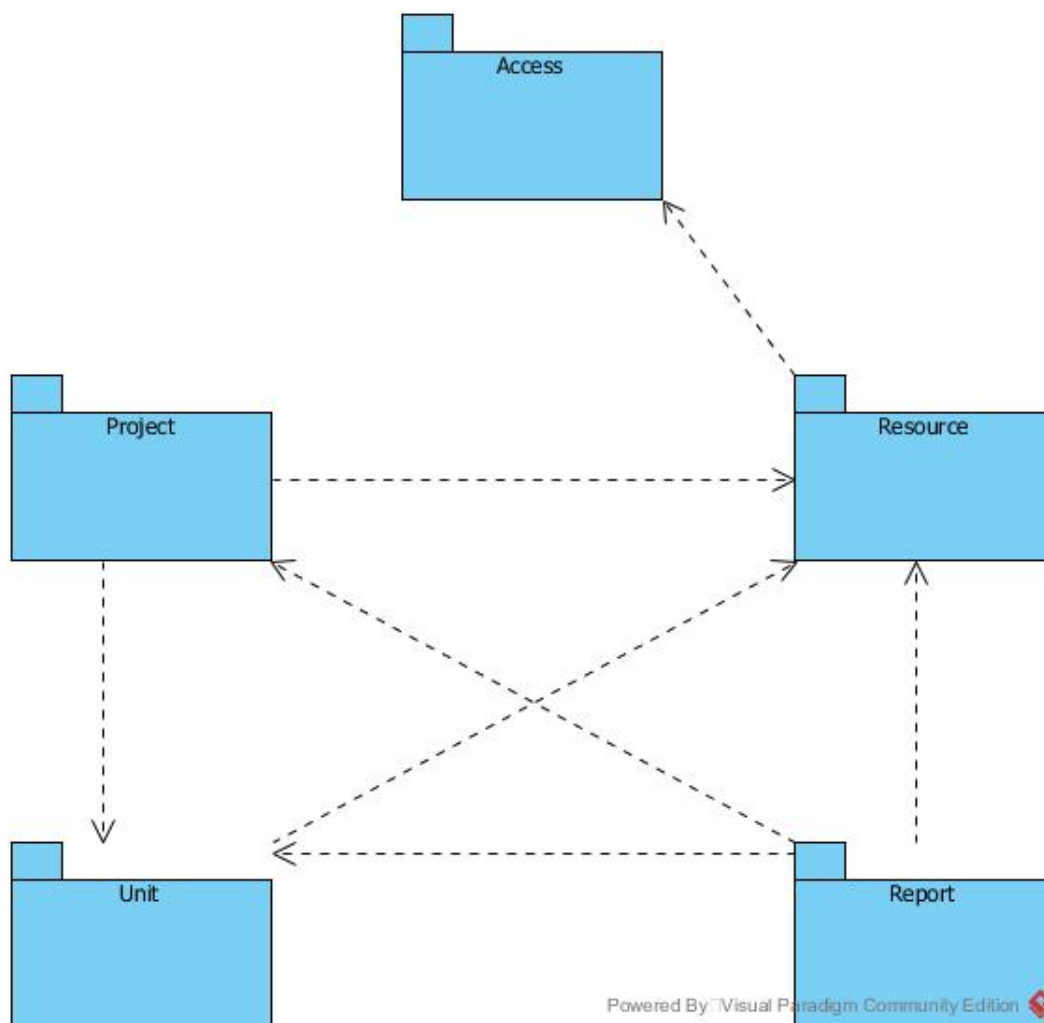 Access
Project
Resource
Unit
Report
Powered By Visual Paradigm Community Edition